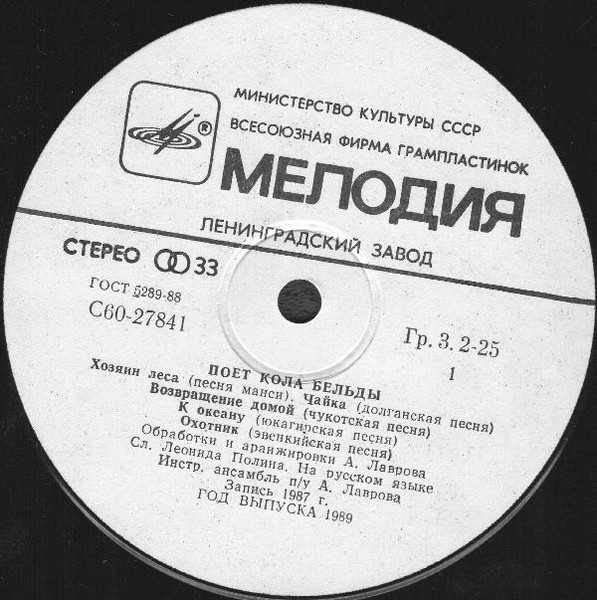 МИНИСТЕРСТВО КУЛЬТУРЫ СССР
ВСЕСОЮЗНАЯ ФИРМА ГРАМПЛАСТИНОК
®
МЕЛОДИЯ
ЛЕНИНГРАДСКИЙ ЗАВОД
СТЕРЕО 33
ГОСТ 5289-88
С60-27841
Гр. 3. 2-25
1
ПОЕТ КОЛА БЕЛЬДЫ
Хозяин леса (песня манси). Чайка (долганская песня)
Возвращение домой (чукотская песня)
К океану (юкагирская песня)
Охотник (эвенкийская песня)
Обработки и аранжировки А. Лаврова
Сл. Леонида Полина. На русском языке
Инстр. ансамбль п/у А. Лаврова
Запись 1987 г.
ГОД ВЫПУСКА 1989